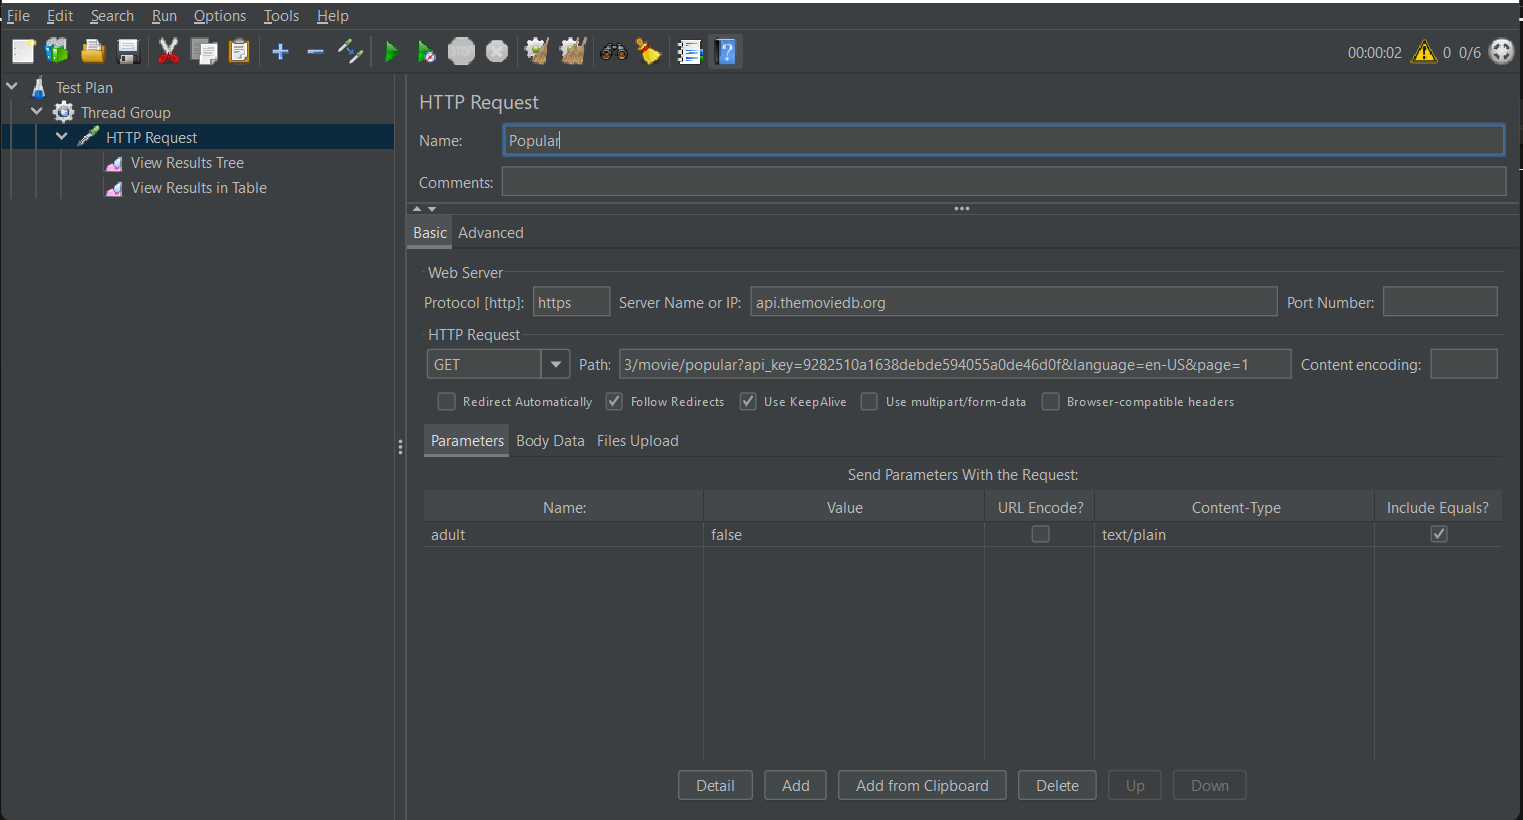 File Edit Search Run Options Tools Help
00:00:02 0 0/6
Test Plan
Thread Group
HTTP Request
View Results Tree
View Results in Table
HTTP Request
Name: Popular
Comments:
Basic Advanced
Web Server
Protocol [http]: https Server Name or IP: api.themoviedb.org Port Number:
HTTP Request
GET Path: 3/movie/popular?api_key=9282510a1638debde594055a0de46d0f&language=en-US&page=1 Content encoding:
Redirect Automatically Follow Redirects Use KeepAlive Use multipart/form-data Browser-compatible headers
Parameters Body Data Files Upload
Send Parameters With the Request:
Name: Value URL Encode? Content-Type Include Equals?
adult false text/plain
Detail Add Add from Clipboard Delete Up Down